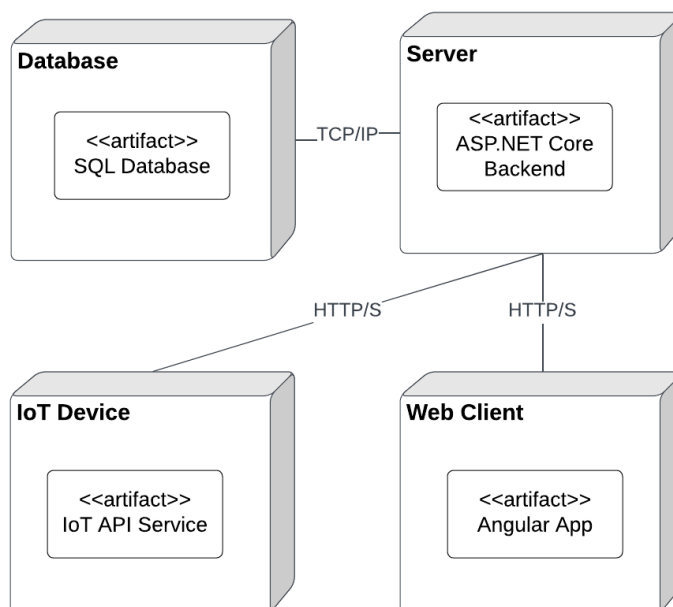 Database
<<artifact>>
SQL Database
TCP/IP
Server
<<artifact>>
ASP.NET Core
Backend
HTTP/S
HTTP/S
IoT Device
<<artifact>>
IoT API Service
Web Client
<<artifact>>
Angular App